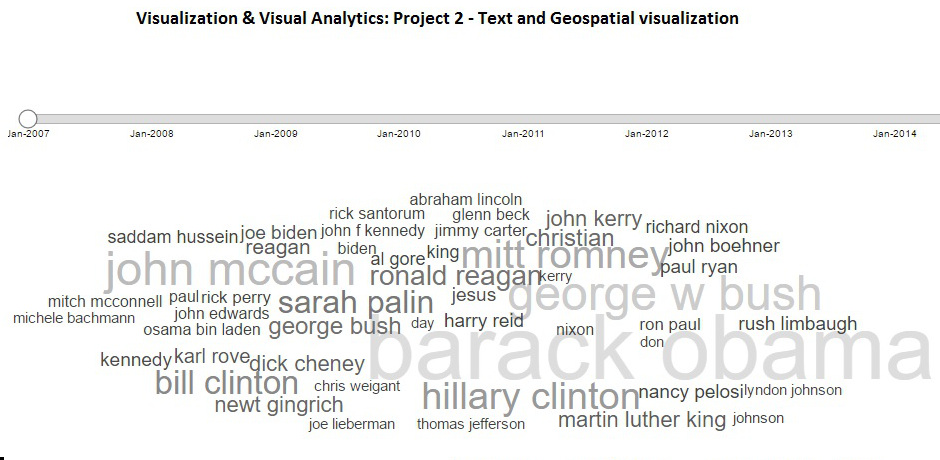 Visualization & Visual Analytics: Project 2 - Text and Geospatial visualization
Jan-2007 Jan-2008 Jan-2009 Jan-2010 Jan-2011 Jan-2012 Jan-2013 Jan-2014
abraham lincoln
rick santorum glenn beck john kerry
saddam hussein joe biden john f kennedy jimmy carter christian richard nixon
reagan biden al gore king mitt romney john boehner
john mccain ronald reagan kerry paul ryan
mitch mcconnell paul rick perry sarah palin jesus george w bush
michele bachmann john edwards
osama bin laden george bush day harry reid nixon ron paul rush limbaugh
don
kennedy karl rove dick cheney barack obama
bill clinton chris weigant hillary clinton nancy pelosi lyndon johnson
newt gingrich
joe lieberman thomas jefferson martin luther king johnson